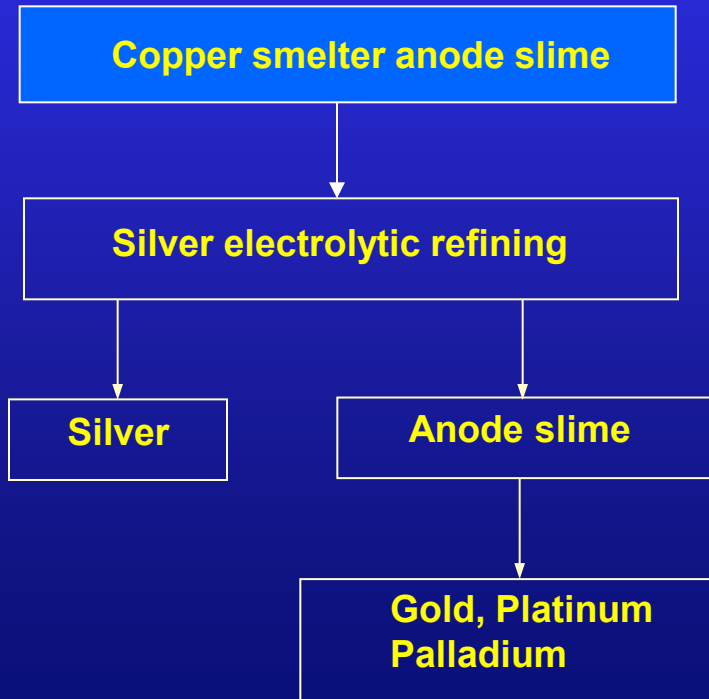 Copper smelter anode slime
Silver electrolytic refining
Silver
Anode slime
Gold, Platinum
Palladium